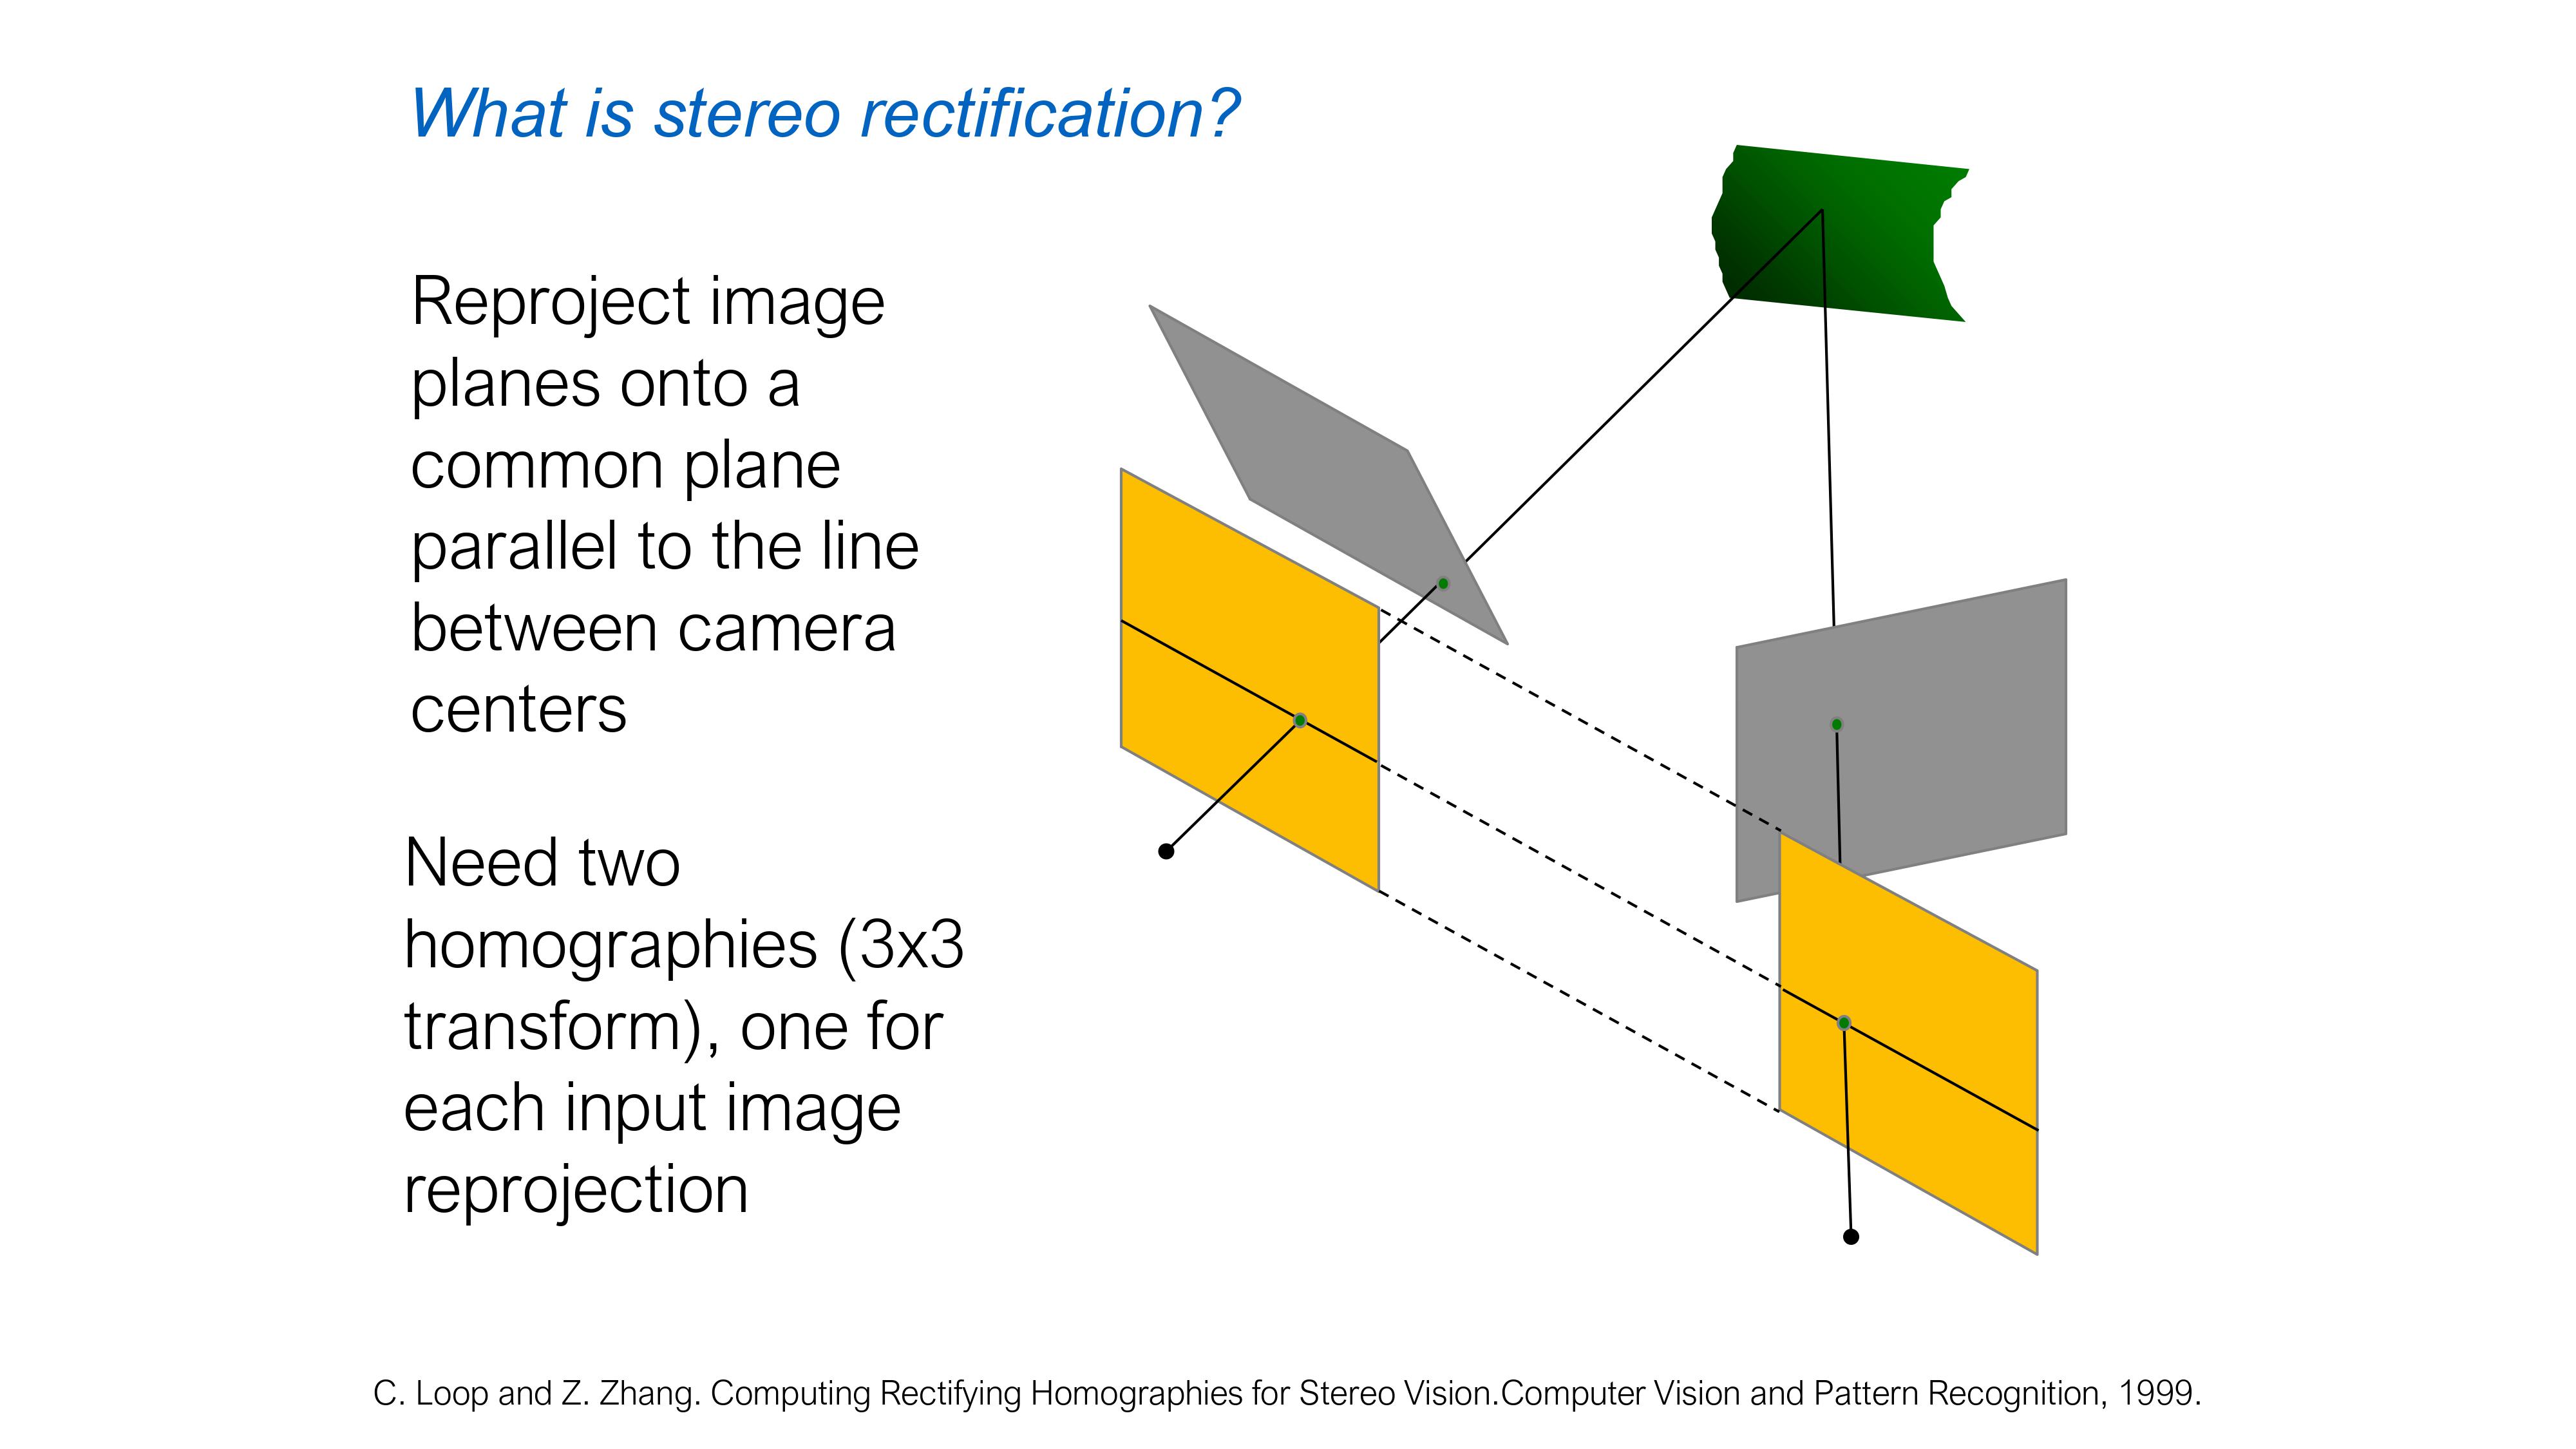 What is stereo rectification?
Reproject image
planes onto a
common plane
parallel to the line
between camera
centers
Need two
homographies (3x3
transform), one for
each input image
reprojection
C. Loop and Z. Zhang. Computing Rectifying Homographies for Stereo Vision.Computer Vision and Pattern Recognition, 1999.